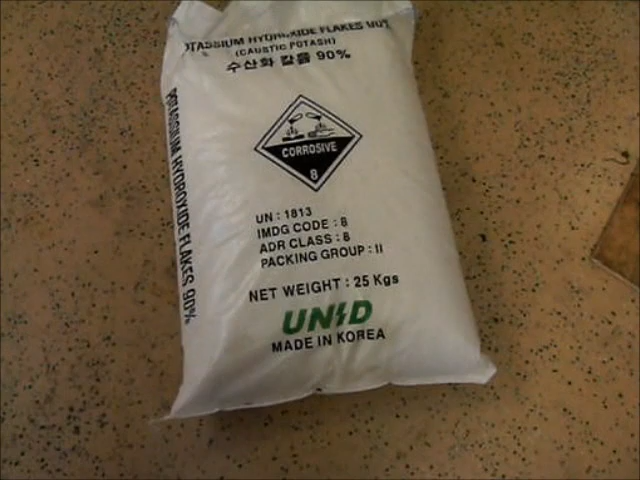 POTASSIUM HYDROXIDE FLAKES 90%
(CAUSTIC POTASH)
수산화 칼륨 90%
POTASSIUM HYDROXIDE FLAKES 90%
CORROSIVE
8
UN : 1813
IMDG CODE : 8
ADR CLASS : 8
PACKING GROUP : II
NET WEIGHT : 25 Kgs
UNID
MADE IN KOREA